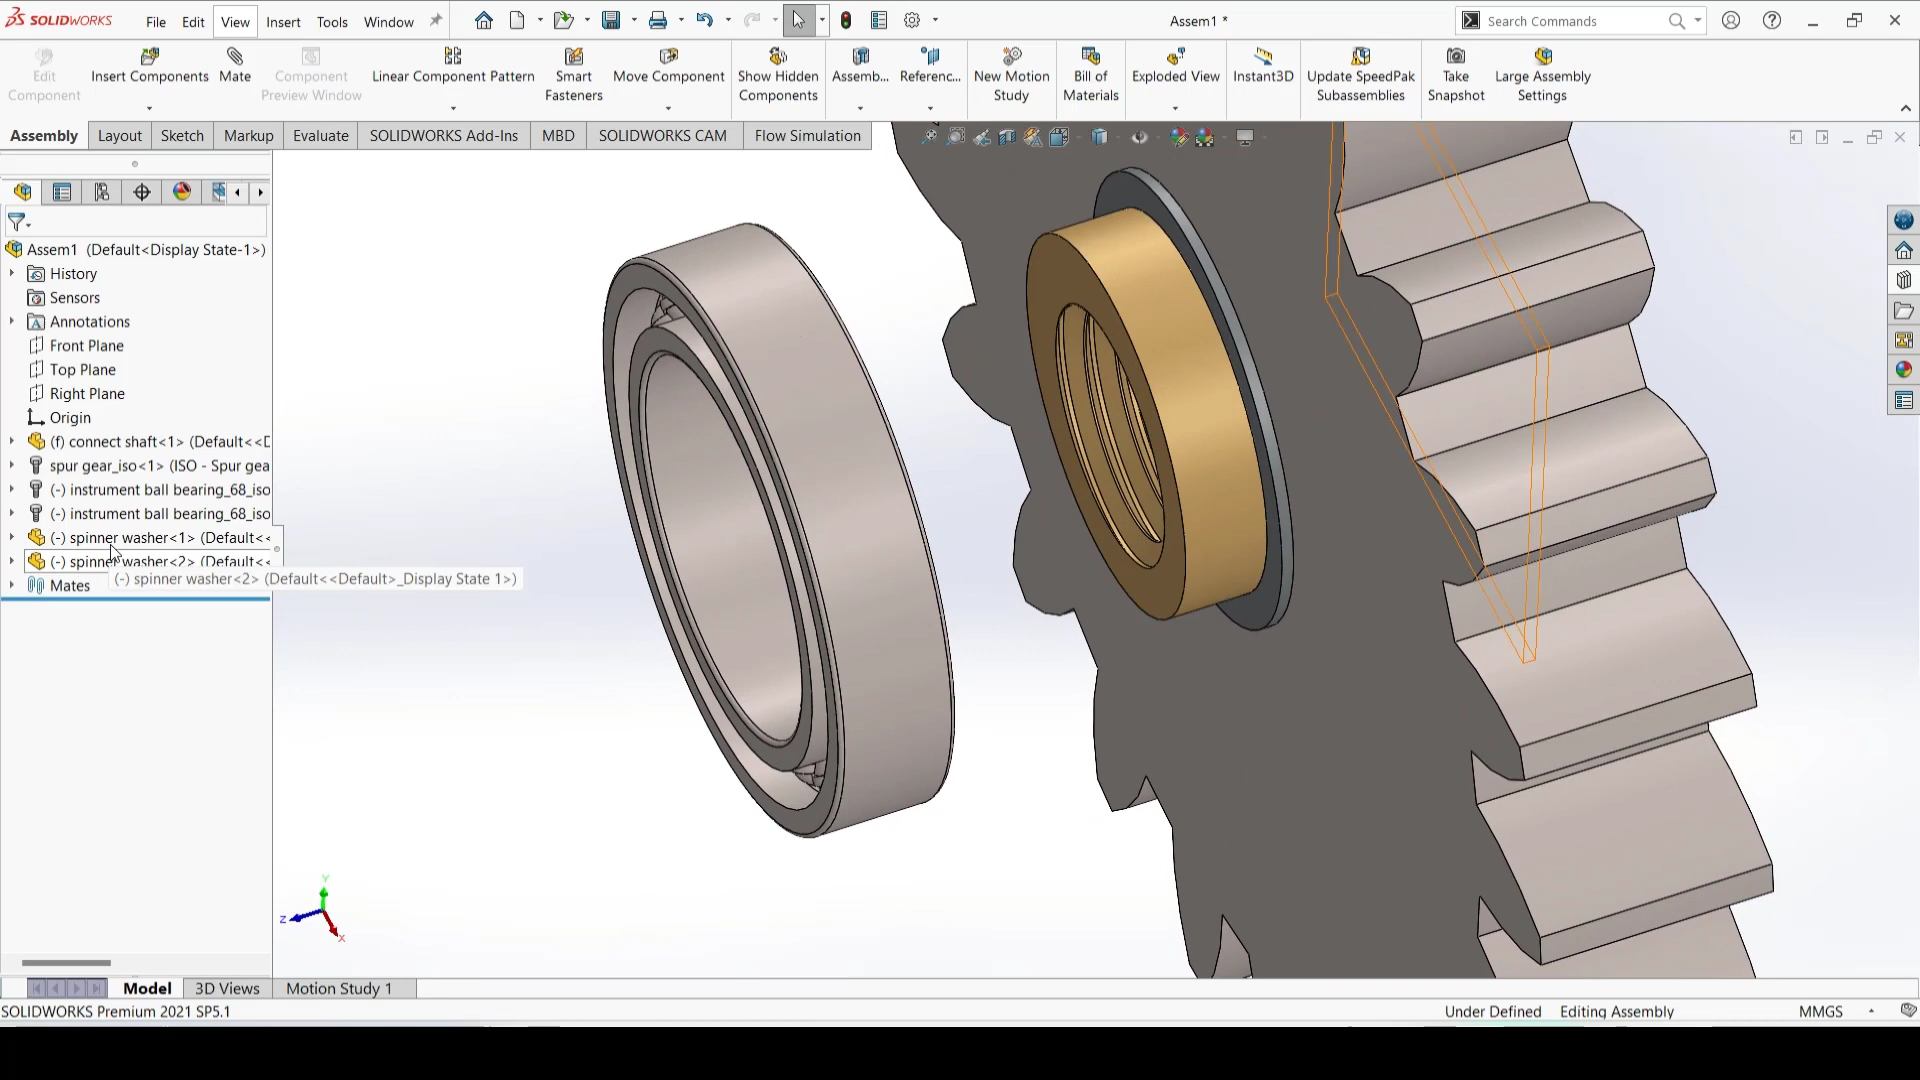 SOLIDWORKS File Edit View Insert Tools Window Assem1 * Search Commands
Edit Component
Insert Components
Mate
Component Preview Window
Linear Component Pattern
Smart Fasteners
Move Component
Show Hidden Components
Assemb...
Referenc...
New Motion Study
Bill of Materials
Exploded View
Instant3D
Update SpeedPak Subassemblies
Take Snapshot
Large Assembly Settings
Assembly Layout Sketch Markup Evaluate SOLIDWORKS Add-Ins MBD SOLIDWORKS CAM Flow Simulation
Assem1 (Default<Display State-1>)
History
Sensors
Annotations
Front Plane
Top Plane
Right Plane
Origin
(f) connect shaft<1> (Default<<D
spur gear_iso<1> (ISO - Spur gea
(-) instrument ball bearing_68_iso
(-) instrument ball bearing_68_iso
(-) spinner washer<1> (Default<<
(-) spinner washer<2> (Default<<
(-) spinner washer<2> (Default<<Default>_Display State 1>)
Mates
Y
Z
X
Model 3D Views Motion Study 1
SOLIDWORKS Premium 2021 SP5.1 Under Defined Editing Assembly MMGS